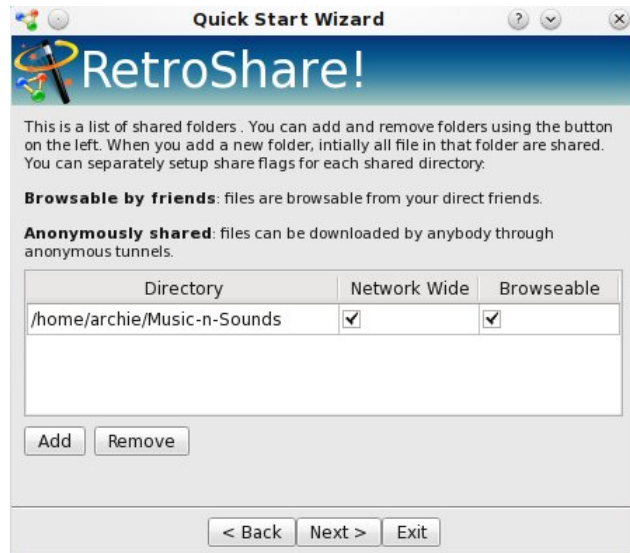 Quick Start Wizard
RetroShare!
This is a list of shared folders . You can add and remove folders using the button
on the left. When you add a new folder, intially all file in that folder are shared.
You can separately setup share flags for each shared directory:
Browsable by friends: files are browsable from your direct friends.
Anonymously shared: files can be downloaded by anybody through
anonymous tunnels.
Directory Network Wide Browseable
/home/archie/Music-n-Sounds
Add Remove
< Back Next > Exit